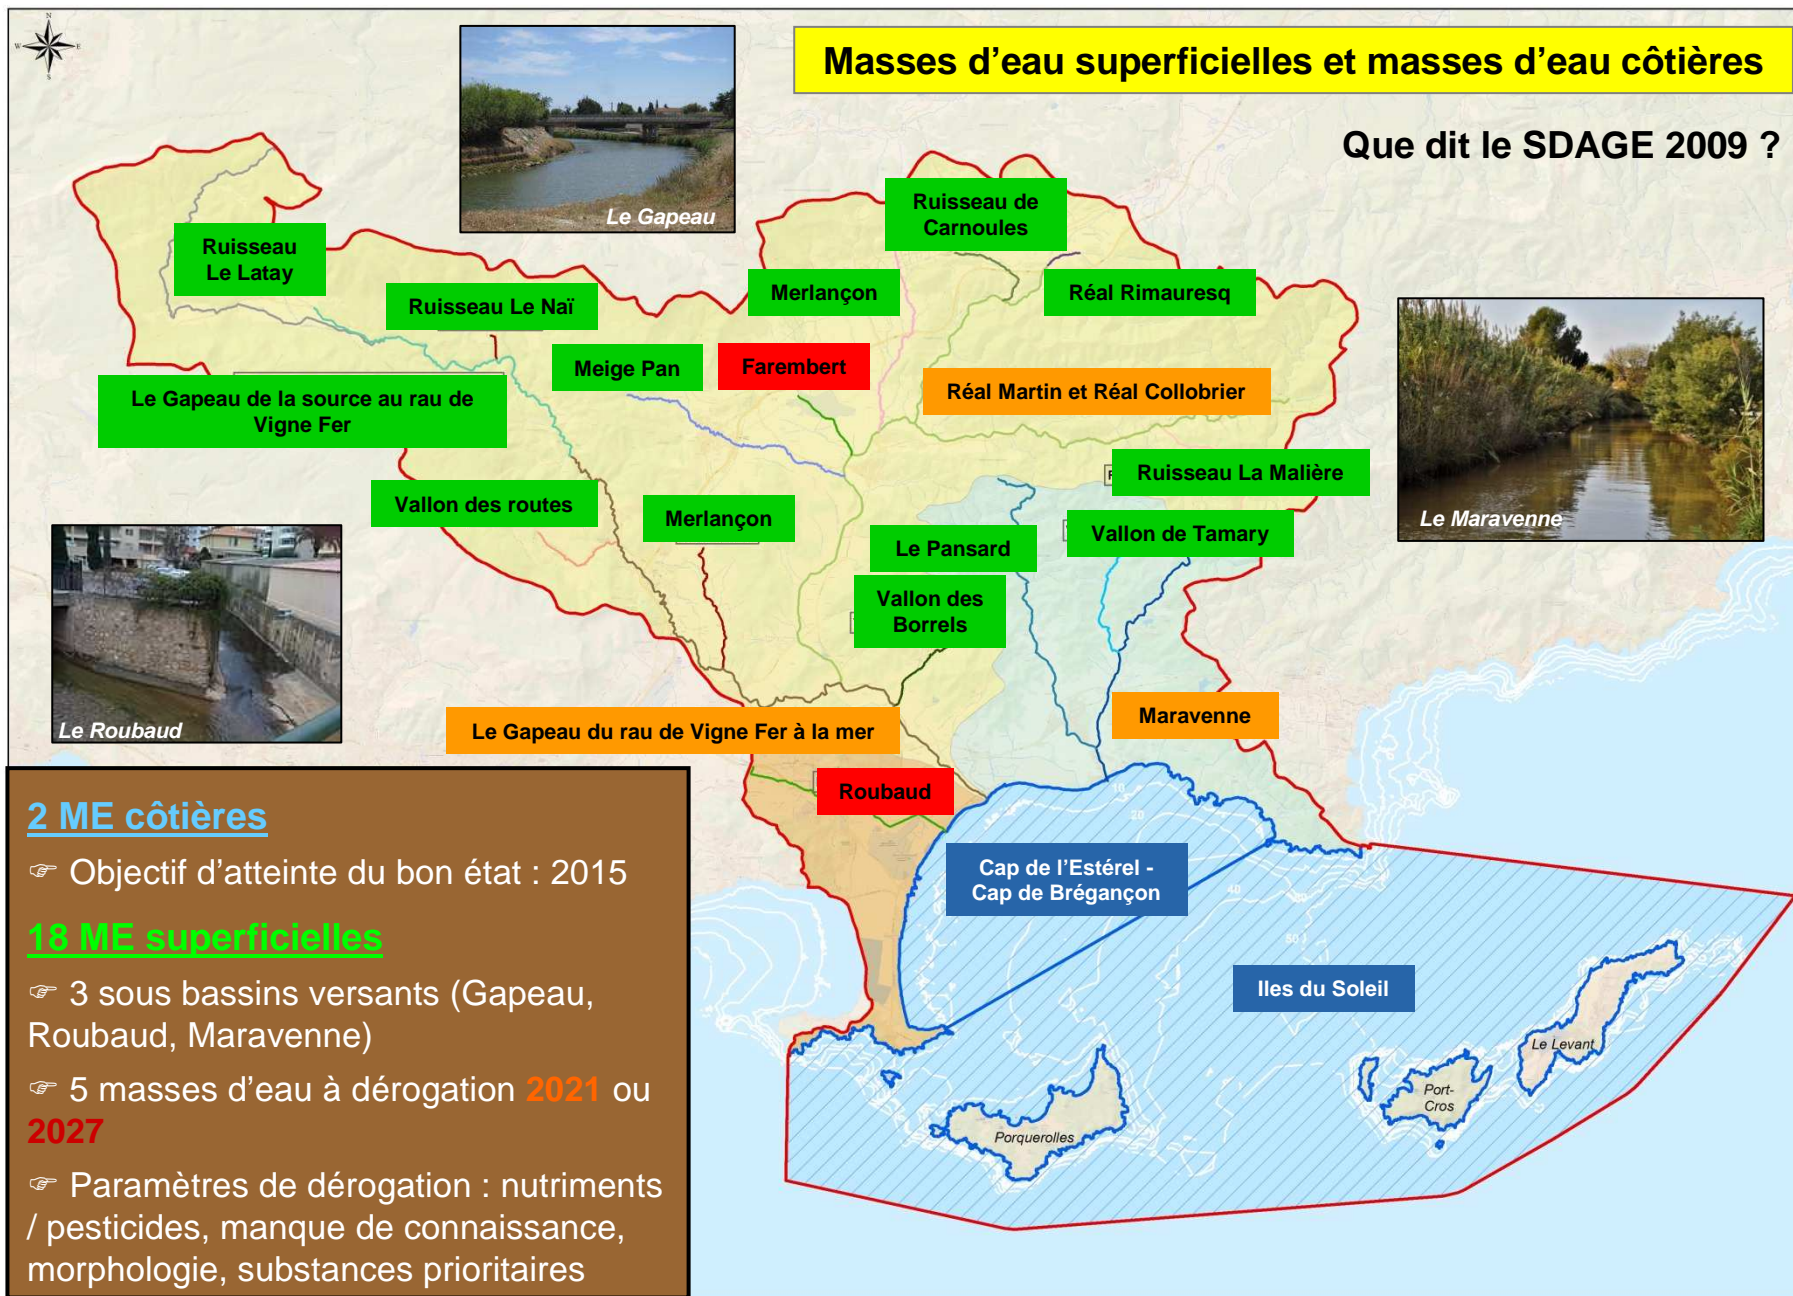 N
W
E
S
Masses d'eau superficielles et masses d'eau côtières
Que dit le SDAGE 2009 ?
Le Gapeau
Ruisseau de
Carnoules
Ruisseau
Le Latay
Merlançon
Réal Rimauresq
Ruisseau Le Naï
Meige Pan
Farembert
Réal Martin et Réal Collobrier
Le Gapeau de la source au rau de
Vigne Fer
Ruisseau La Malière
Vallon des routes
Merlançon
Le Pansard
Vallon de Tamary
Le Maravenne
Vallon des
Borrels
Le Roubaud
Le Gapeau du rau de Vigne Fer à la mer
Maravenne
Roubaud
10
20
40
Cap de l'Estérel -
Cap de Brégançon
Iles du Soleil
Le Levant
Port-
Cros
Porquerolles
2 ME côtières
☞ Objectif d'atteinte du bon état : 2015
18 ME superficielles
☞ 3 sous bassins versants (Gapeau,
Roubaud, Maravenne)
☞ 5 masses d'eau à dérogation 2021 ou
2027
☞ Paramètres de dérogation : nutriments
/ pesticides, manque de connaissance,
morphologie, substances prioritaires